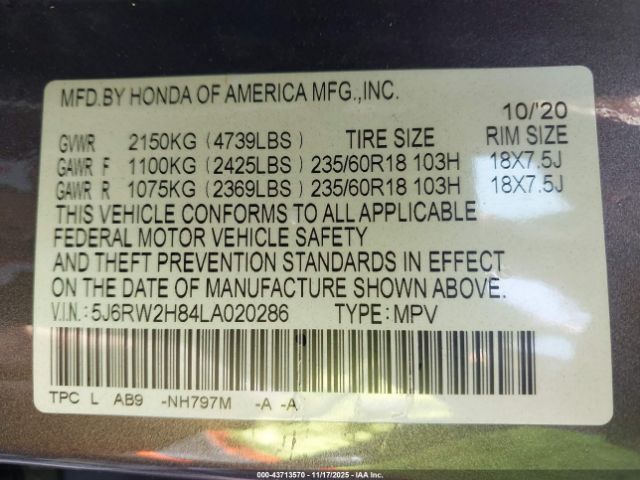 MFD.BY HONDA OF AMERICA MFG.,INC.
10/'20
GVWR 2150KG (4739LBS) TIRE SIZE RIM SIZE
GAWR F 1100KG (2425LBS) 235/60R18 103H 18X7.5J
GAWR R 1075KG (2369LBS) 235/60R18 103H 18X7.5J
THIS VEHICLE CONFORMS TO ALL APPLICABLE
FEDERAL MOTOR VEHICLE SAFETY
AND THEFT PREVENTION STANDARDS IN EFFECT
ON THE DATE OF MANUFACTURE SHOWN ABOVE.
V.I.N.: 5J6RW2H84LA020286 TYPE: MPV
TPC L AB9 -NH797M -A -A
000-43713570 - 11/17/2025 - IAA Inc.